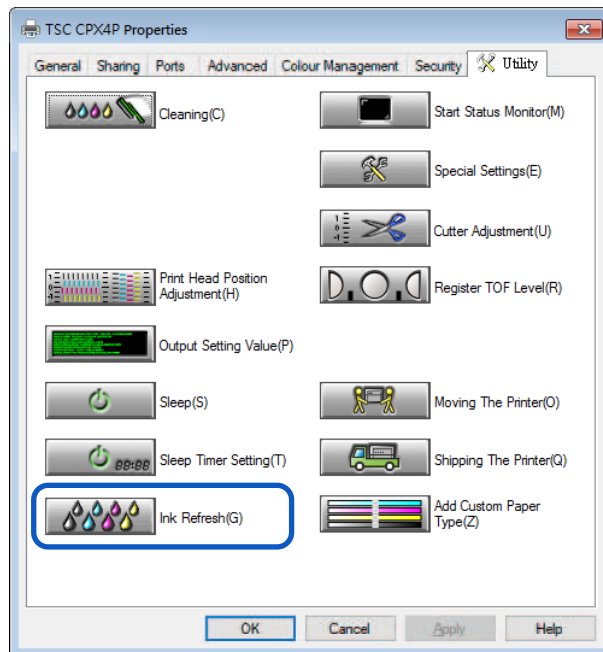 TSC CPX4P Properties
General Sharing Ports Advanced Colour Management Security Utility
Cleaning(C)
Start Status Monitor(M)
Special Settings(E)
Cutter Adjustment(U)
Print Head Position
Adjustment(H)
Register TOF Level(R)
Output Setting Value(P)
Sleep(S)
Moving The Printer(O)
88:88
Sleep Timer Setting(T)
Shipping The Printer(Q)
Ink Refresh(G)
Add Custom Paper
Type(Z)
OK Cancel Apply Help